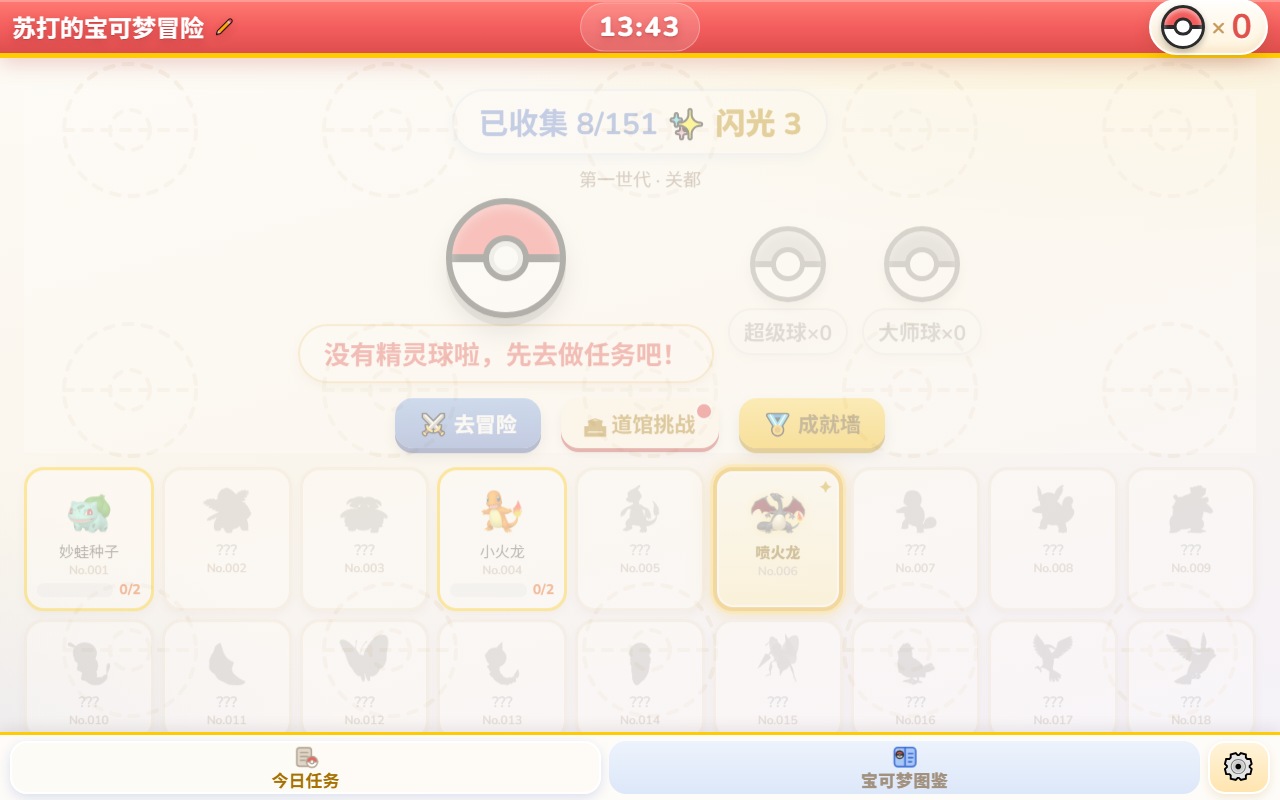 苏打的宝可梦冒险
13:43
× 0
已收集 8/151 ✨ 闪光 3
第一世代 · 关都
超级球×0
大师球×0
没有精灵球啦，先去做任务吧！
去冒险
道馆挑战
成就墙
妙蛙种子
No.001
0/2
???
No.002
???
No.003
小火龙
No.004
0/2
???
No.005
喷火龙
No.006
???
No.007
???
No.008
???
No.009
???
No.010
???
No.011
???
No.012
???
No.013
???
No.014
???
No.015
???
No.016
???
No.017
???
No.018
今日任务
宝可梦图鉴